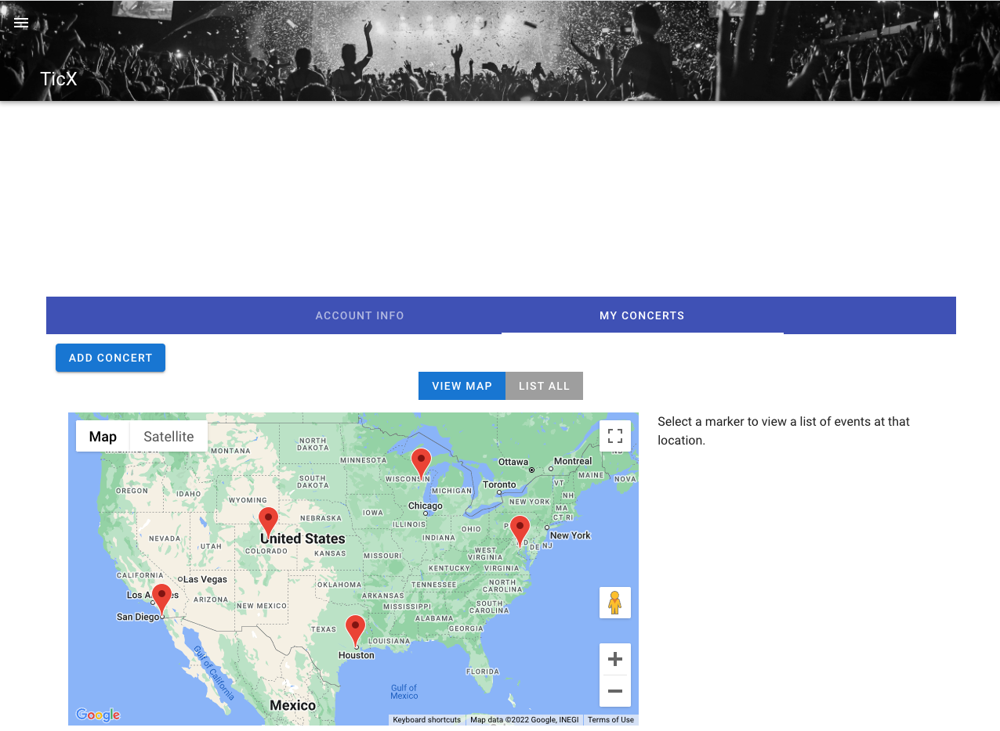 TicX
ACCOUNT INFO
MY CONCERTS
ADD CONCERT
VIEW MAP
LIST ALL
Select a marker to view a list of events at that
location.
Map
Satellite
MONTANA
NORTH
DAKOTA
MINNESOTA
Ottawa
Montreal
MAINE
NOVA
OREGON
IDAHO
SOUTH
DAKOTA
WISCONSIN
MICHIGAN
Toronto
VT
NH
WYOMING
NEW YORK
MA
CT RI
Chicago
IOWA
NEBRASKA
ILLINOIS
OHIO
INDIANA
NEVADA
United States
New York
UTAH
COLORADO
KANSAS
MISSOURI
WEST
VIRGINIA
DE
NJ
KENTUCKY
VIRGINIA
CALIFORNIA
Las Vegas
OKLAHOMA
TENNESSEE
NORTH
CAROLINA
ARIZONA
NEW MEXICO
ARKANSAS
MISSISSIPPI
SOUTH
CAROLINA
San Diego
ALABAMA
TEXAS
GEORGIA
LOUISIANA
Houston
Gulf of California
FLORIDA
Gulf of
Mexico
Mexico
Google
Keyboard shortcuts
Map data ©2022 Google, INEGI
Terms of Use